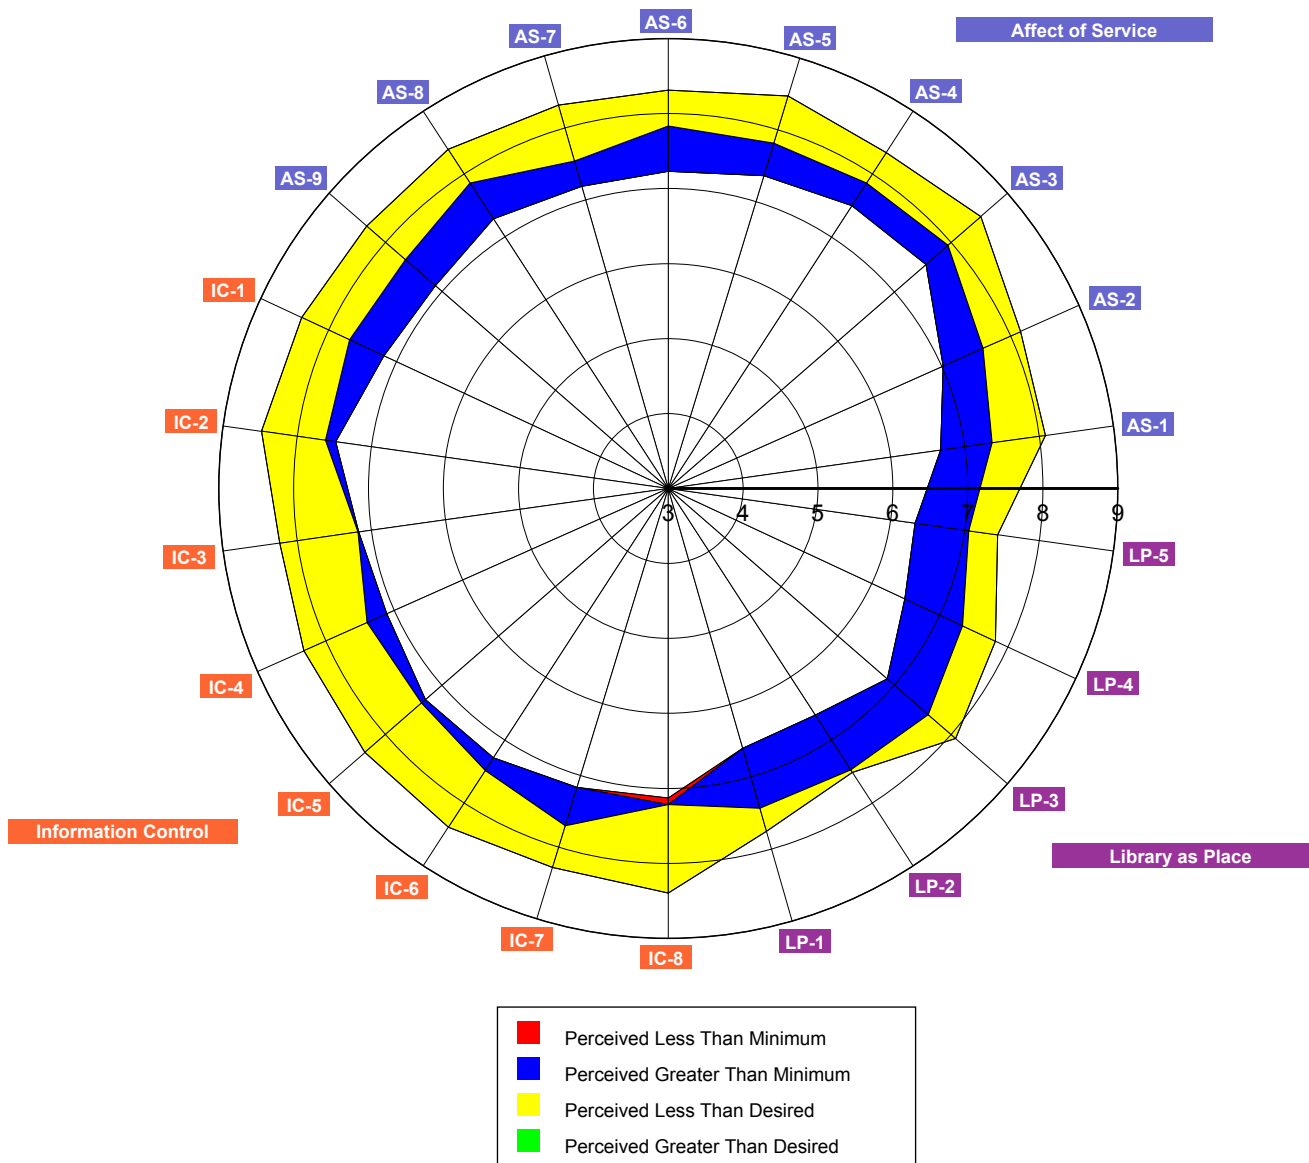 AS-6
AS-7
AS-5
Affect of Service
AS-8
AS-4
AS-9
AS-3
IC-1
AS-2
IC-2
AS-1
3 4 5 6 7 8 9
IC-3
LP-5
IC-4
LP-4
IC-5
LP-3
Information Control
Library as Place
IC-6
LP-2
IC-7
LP-1
IC-8
Perceived Less Than Minimum
Perceived Greater Than Minimum
Perceived Less Than Desired
Perceived Greater Than Desired